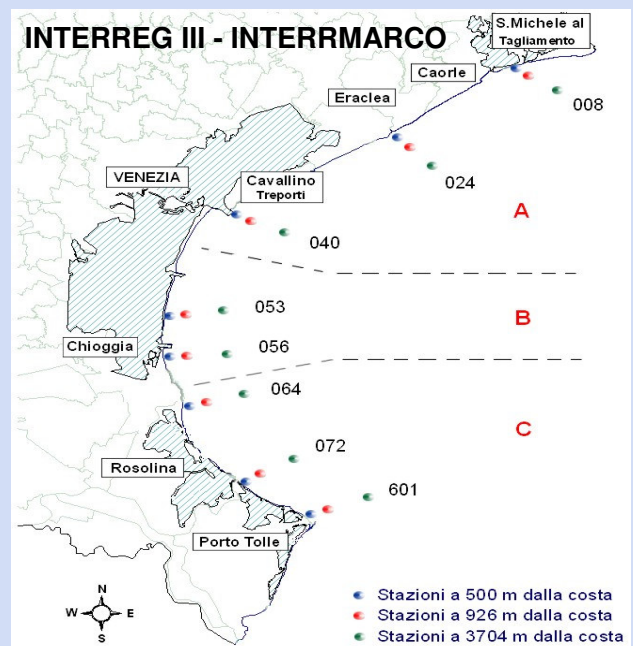 INTERREG III - INTERRMARCO
S.Michele al
Tagliamento
Caorle
Eraclea
008
024
VENEZIA
Cavallino
Treporti
A
040
053
B
Chioggia
056
064
C
072
Rosolina
601
Porto Tolle
N
W E
S
Stazioni a 500 m dalla costa
Stazioni a 926 m dalla costa
Stazioni a 3704 m dalla costa